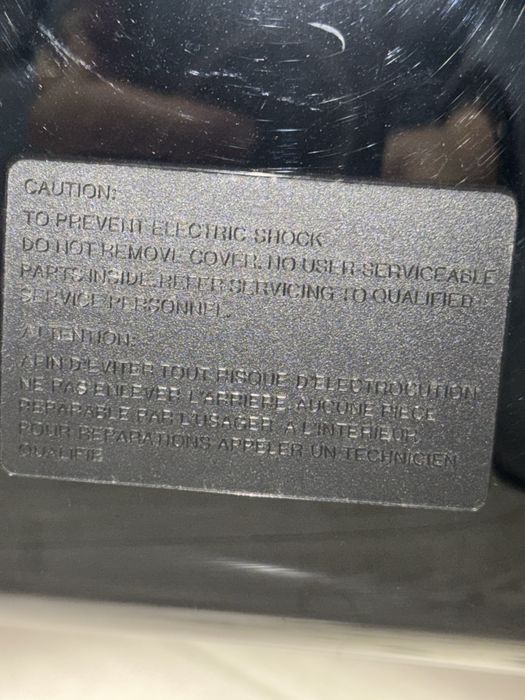 CAUTION:
TO PREVENT ELECTRIC SHOCK
DO NOT REMOVE COVER. NO USER-SERVICEABLE
PARTS INSIDE. REFER SERVICING TO QUALIFIED
SERVICE PERSONNEL.
ATTENTION:
AFIN D'EVITER TOUT RISQUE D'ELECTROCUTION
NE PAS ENLEVER L'ARRIERE. AUCUNE PIECE
REPARABLE PAR L'USAGER, A L'INTERIEUR,
POUR REPARATIONS APPELER UN TECHNICIEN
QUALIFIE